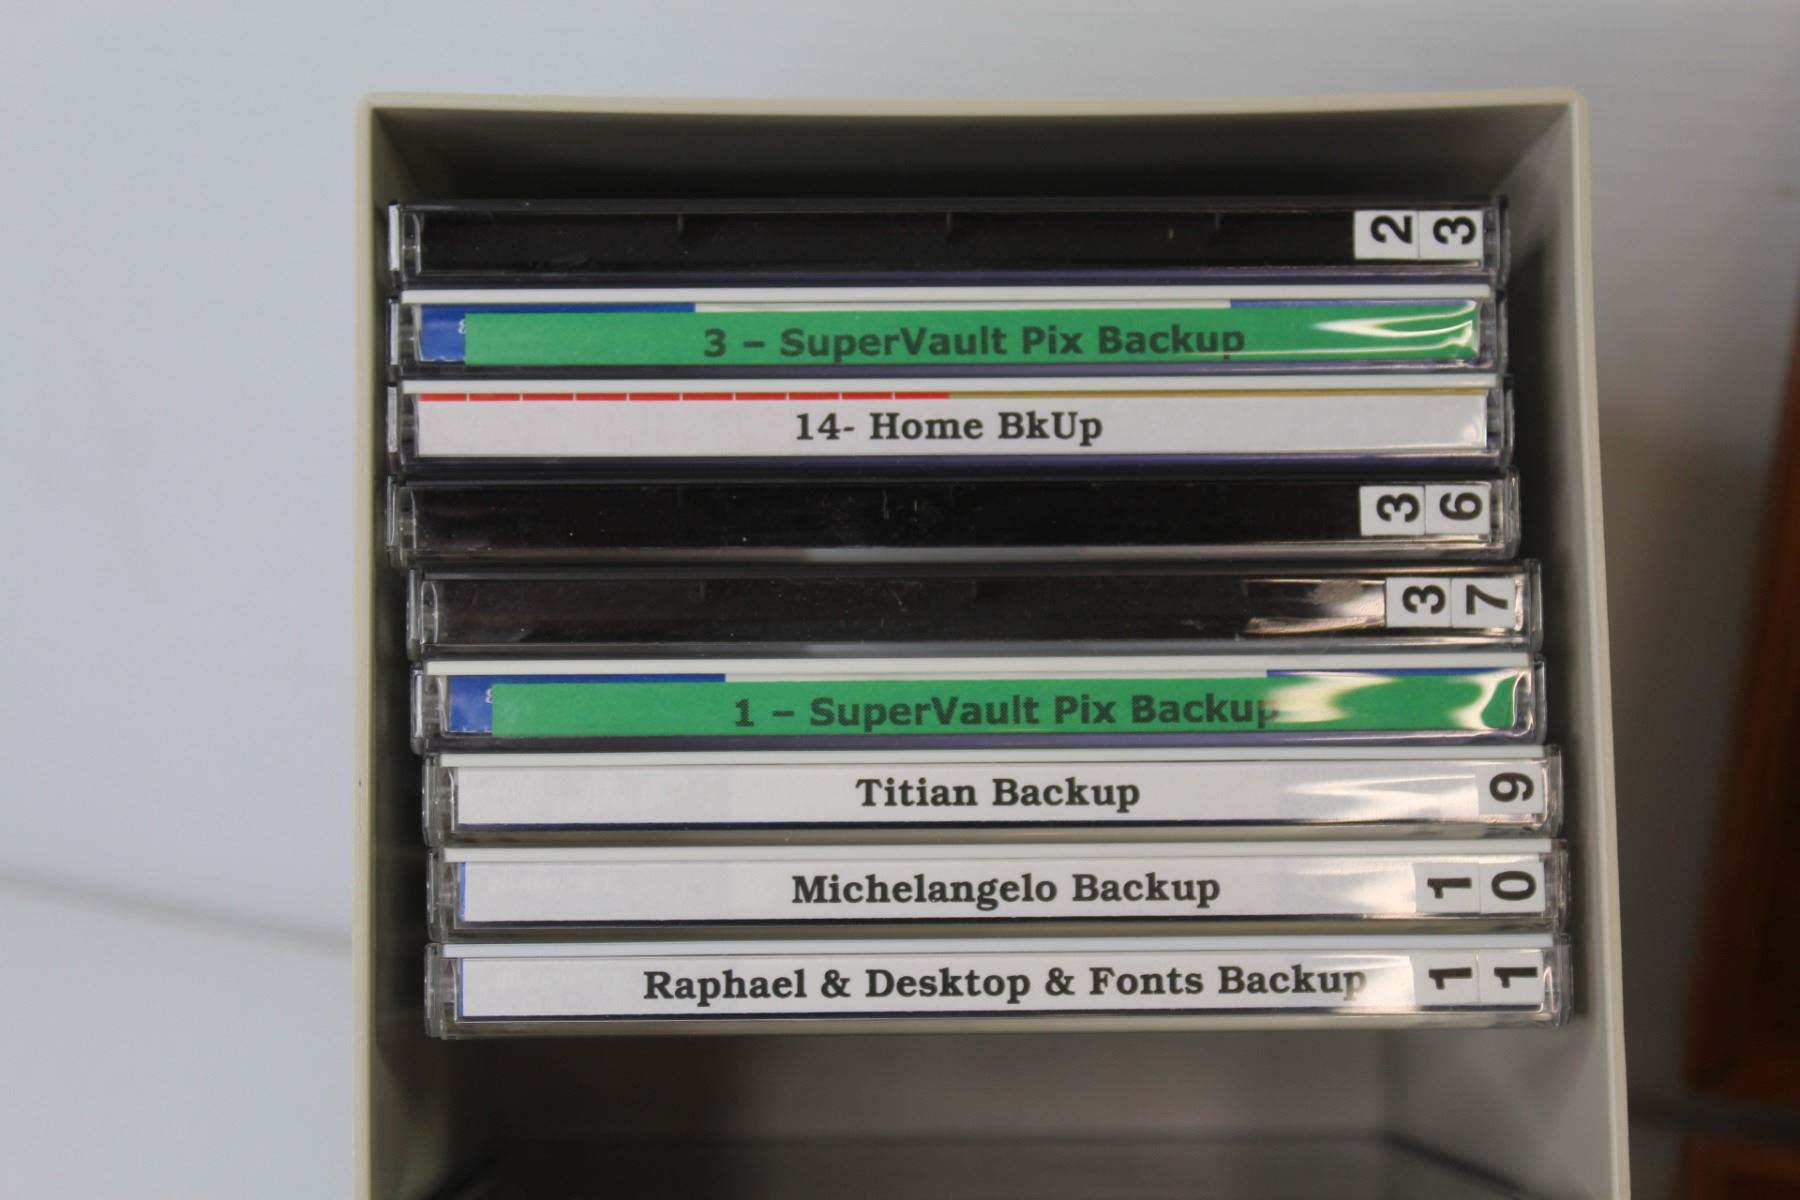 2 3
3 – SuperVault Pix Backup
14- Home BkUp
3 6
3 7
1 – SuperVault Pix Backup
Titian Backup 9
Michelangelo Backup 1 0
Raphael & Desktop & Fonts Backup 1 1